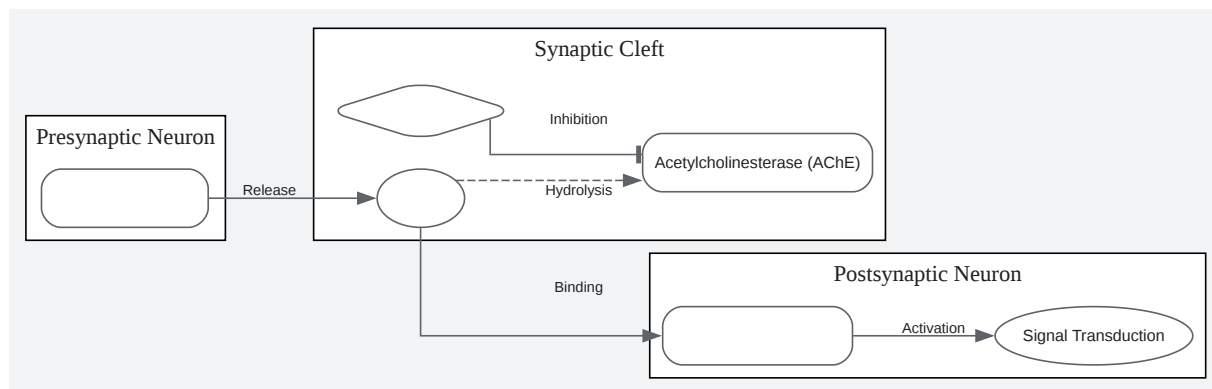 Synaptic Cleft
Inhibition
Presynaptic Neuron
Acetylcholinesterase (AChE)
Release
Hydrolysis
Postsynaptic Neuron
Binding
Activation
Signal Transduction